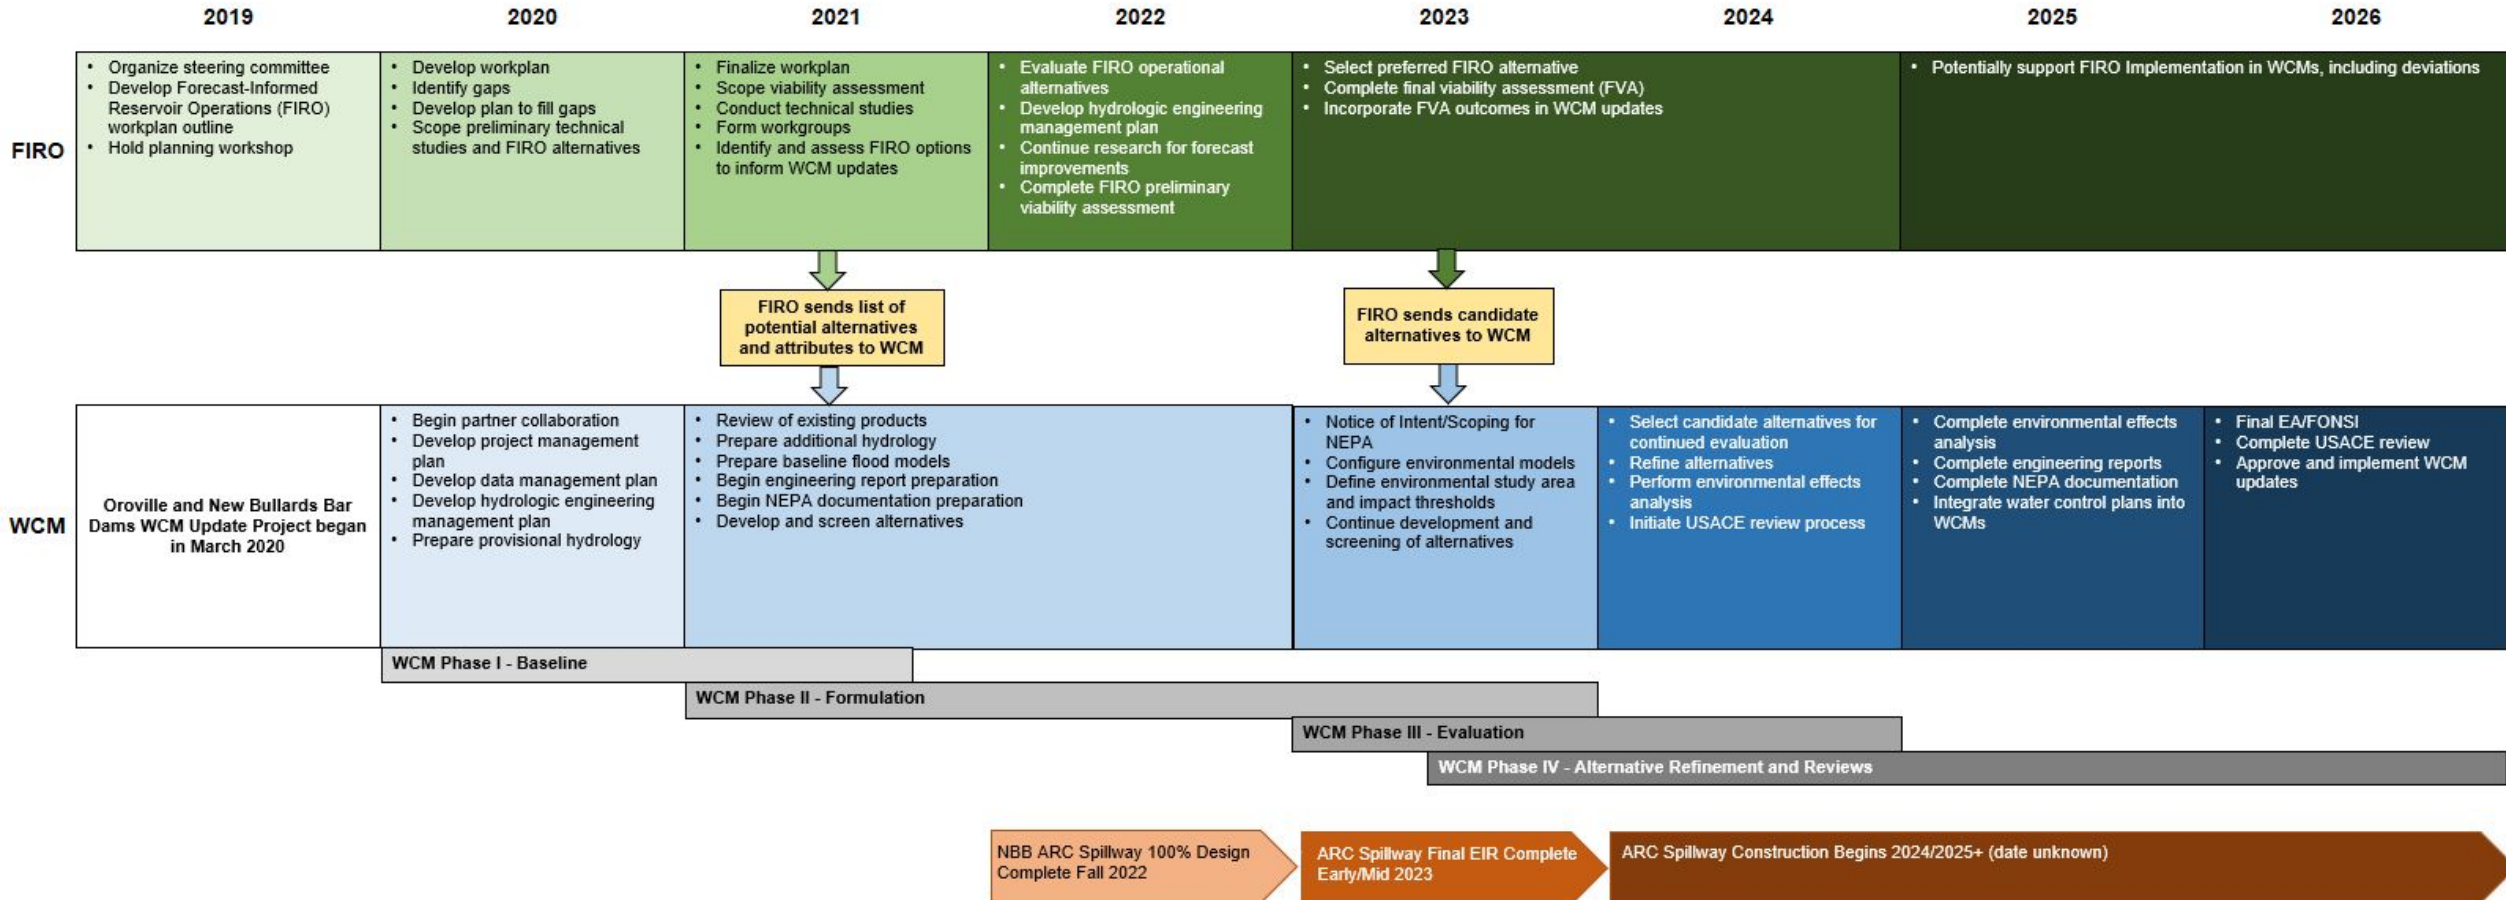 2019 2020 2021 2022 2023 2024 2025 2026
FIRO
• Organize steering committee
• Develop Forecast-Informed
Reservoir Operations (FIRO)
workplan outline
• Hold planning workshop
• Develop workplan
• Identify gaps
• Develop plan to fill gaps
• Scope preliminary technical
studies and FIRO alternatives
• Finalize workplan
• Scope viability assessment
• Conduct technical studies
• Form workgroups
• Identify and assess FIRO options
to inform WCM updates
• Evaluate FIRO operational
alternatives
• Develop hydrologic engineering
management plan
• Continue research for forecast
improvements
• Complete FIRO preliminary
viability assessment
• Select preferred FIRO alternative
• Complete final viability assessment (FVA)
• Incorporate FVA outcomes in WCM updates
• Potentially support FIRO Implementation in WCMs, including deviations
FIRO sends list of
potential alternatives
and attributes to WCM
FIRO sends candidate
alternatives to WCM
WCM
Oroville and New Bullards Bar
Dams WCM Update Project began
in March 2020
• Begin partner collaboration
• Develop project management
plan
• Develop data management plan
• Develop hydrologic engineering
management plan
• Prepare provisional hydrology
• Review of existing products
• Prepare additional hydrology
• Prepare baseline flood models
• Begin engineering report preparation
• Begin NEPA documentation preparation
• Develop and screen alternatives
• Notice of Intent/Scoping for
NEPA
• Configure environmental models
• Define environmental study area
and impact thresholds
• Continue development and
screening of alternatives
• Select candidate alternatives for
continued evaluation
• Refine alternatives
• Perform environmental effects
analysis
• Initiate USACE review process
• Complete environmental effects
analysis
• Complete engineering reports
• Complete NEPA documentation
• Integrate water control plans into
WCMs
• Final EA/FONSI
• Complete USACE review
• Approve and implement WCM
updates
WCM Phase I - Baseline
WCM Phase II - Formulation
WCM Phase III - Evaluation
WCM Phase IV - Alternative Refinement and Reviews
NBB ARC Spillway 100% Design
Complete Fall 2022
ARC Spillway Final EIR Complete
Early/Mid 2023
ARC Spillway Construction Begins 2024/2025+ (date unknown)